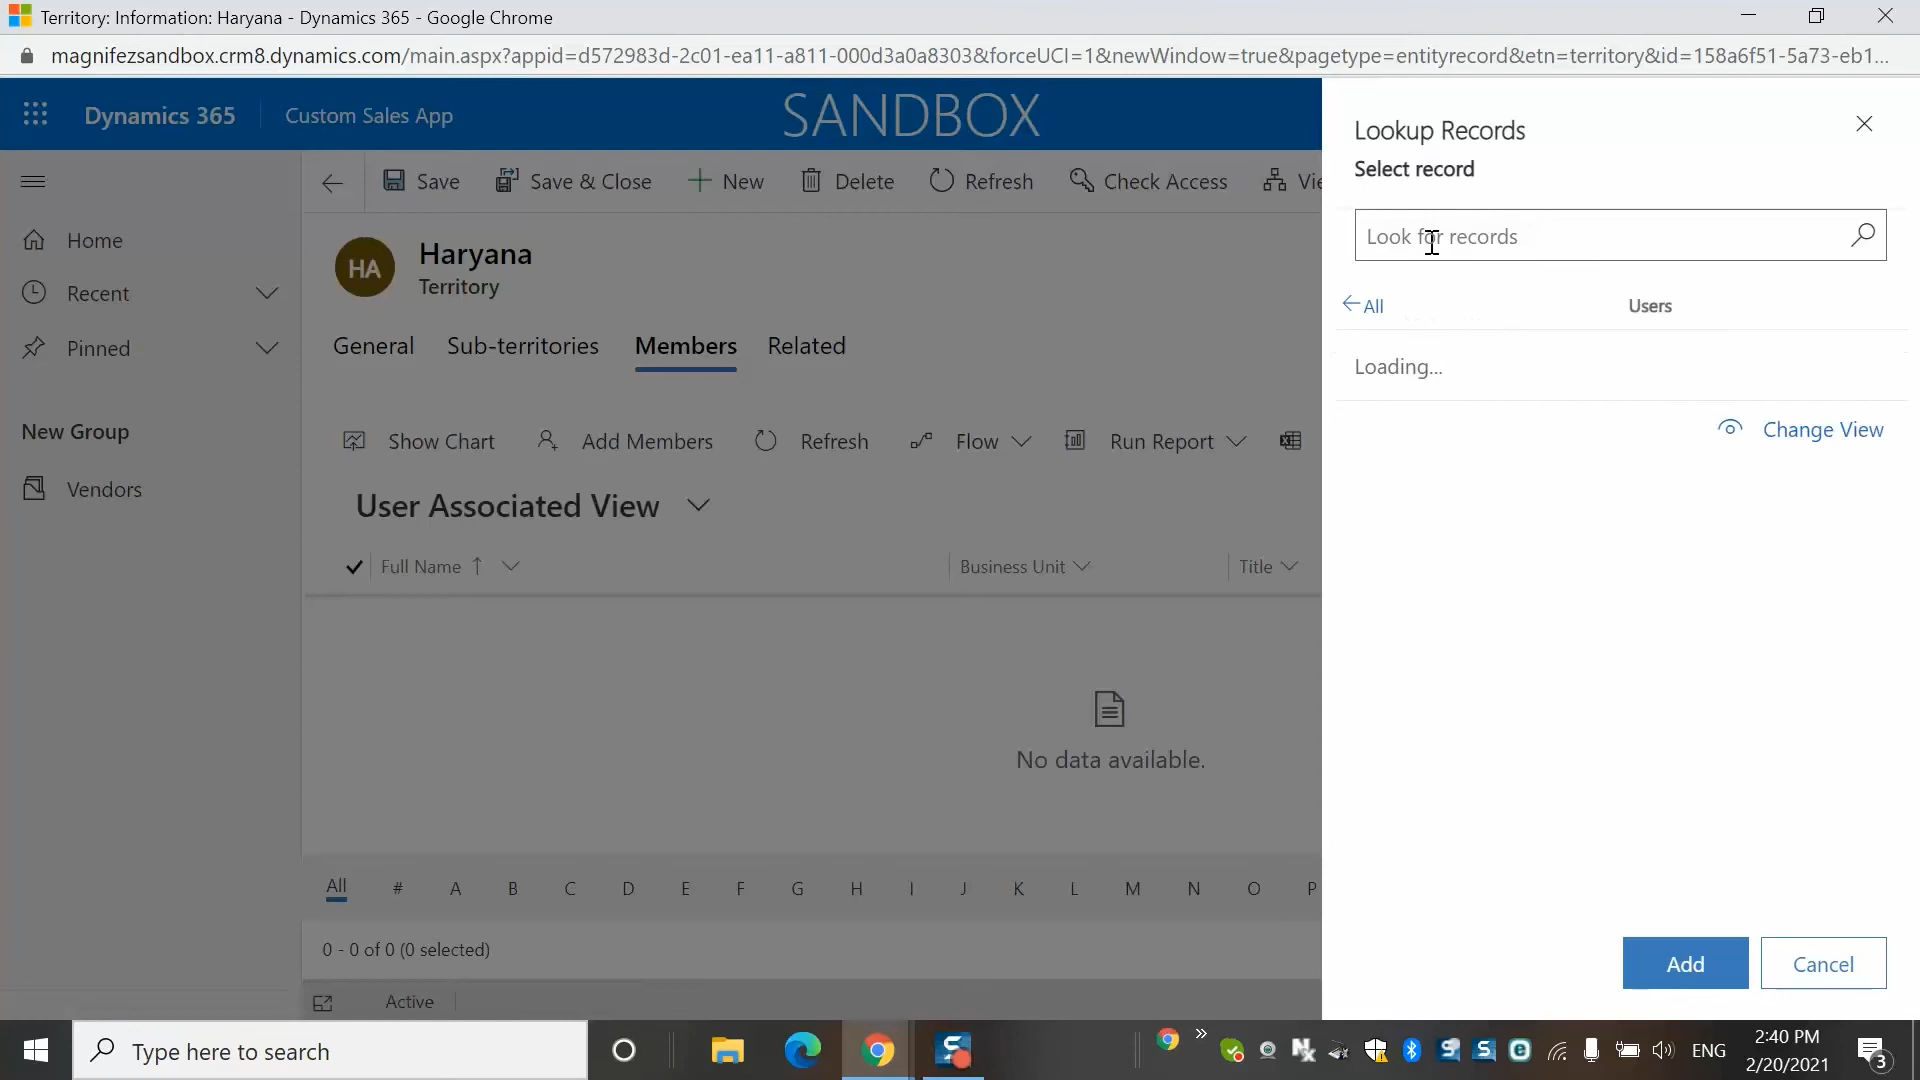 Territory: Information: Haryana - Dynamics 365 - Google Chrome
magnifezsandbox.crm8.dynamics.com/main.aspx?appid=d572983d-2c01-ea11-a811-000d3a0a8303&forceUCI=1&newWindow=true&pagetype=entityrecord&etn=territory&id=158a6f51-5a73-eb1...
Dynamics 365 Custom Sales App SANDBOX
Save Save & Close New Delete Refresh Check Access Vie
Home
Recent
Pinned
New Group
Vendors
HA
Haryana
Territory
General Sub-territories Members Related
Show Chart Add Members Refresh Flow Run Report
User Associated View
Full Name ↑ Business Unit Title
No data available.
All # A B C D E F G H I J K L M N O P
0 - 0 of 0 (0 selected)
Active
Lookup Records
Select record
Look for records
All Users
Loading...
Change View
Add Cancel
Type here to search
ENG
2:40 PM
2/20/2021
3